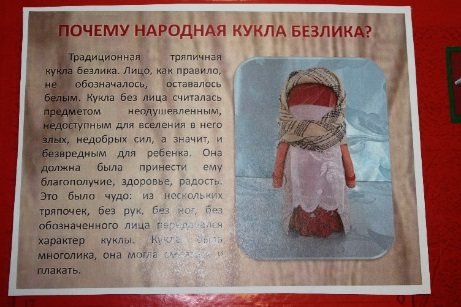 ПОЧЕМУ НАРОДНАЯ КУКЛА БЕЗЛИКА?
Традиционная тряпичная
кукла безлика. Лицо, как правило,
не обозначалось, оставалось
белым. Кукла без лица считалась
предметом неодушевленным,
недоступным для вселения в него
злых, недобрых сил, а значит, и
безвредным для ребенка. Она
должна была принести ему
благополучие, здоровье, радость.
Это было чудо: из нескольких
тряпочек, без рук, без ног, без
обозначенного лица передавался
характер куклы. Кукла была
многолика, она могла смеяться и
плакать.